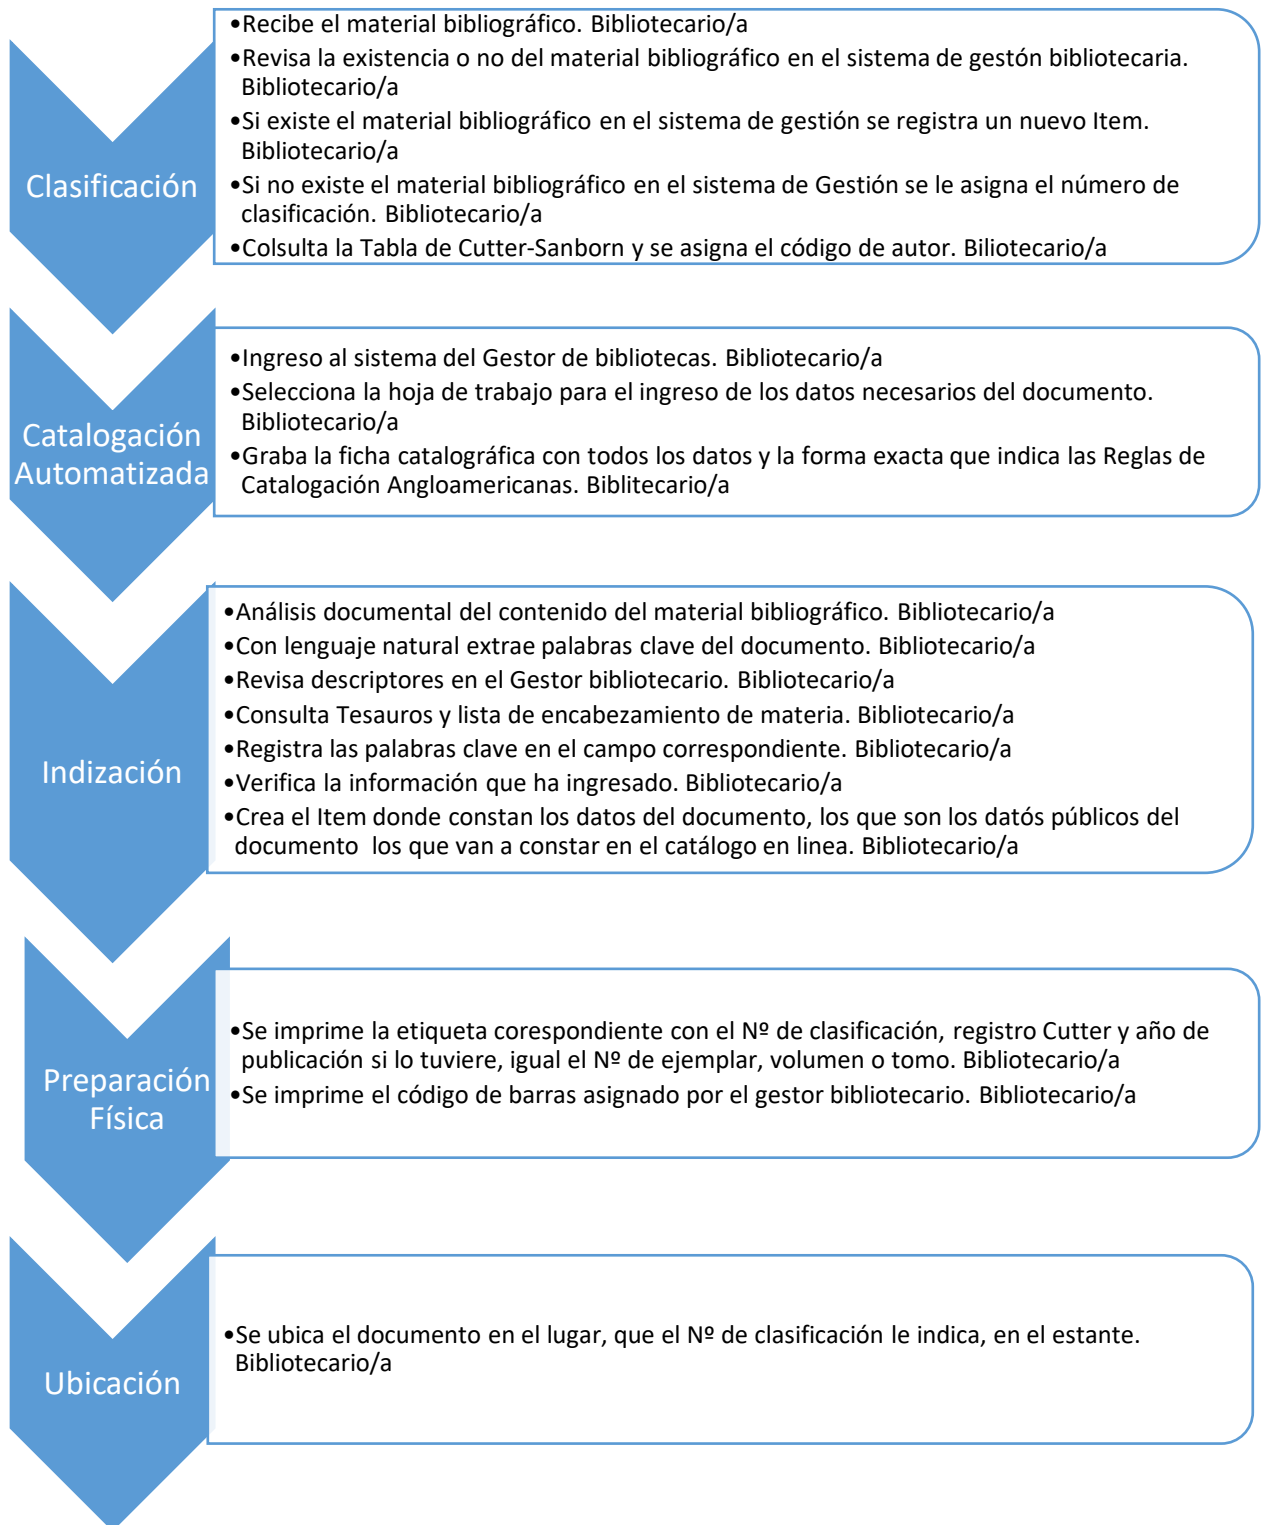 •Recibe el material bibliográfico. Bibliotecario/a
•Revisa la existencia o no del material bibliográfico en el sistema de gestón bibliotecaria.
Bibliotecario/a
•Si existe el material bibliográfico en el sistema de gestión se registra un nuevo Item.
Bibliotecario/a
•Si no existe el material bibliográfico en el sistema de Gestión se le asigna el número de
clasificación. Bibliotecario/a
•Colsulta la Tabla de Cutter-Sanborn y se asigna el código de autor. Biliotecario/a
Clasificación
•Ingreso al sistema del Gestor de bibliotecas. Bibliotecario/a
•Selecciona la hoja de trabajo para el ingreso de los datos necesarios del documento.
Bibliotecario/a
•Graba la ficha catalográfica con todos los datos y la forma exacta que indica las Reglas de
Catalogación Angloamericanas. Biblitecario/a
Catalogación
Automatizada
•Análisis documental del contenido del material bibliográfico. Bibliotecario/a
•Con lenguaje natural extrae palabras clave del documento. Bibliotecario/a
•Revisa descriptores en el Gestor bibliotecario. Bibliotecario/a
•Consulta Tesauros y lista de encabezamiento de materia. Bibliotecario/a
•Registra las palabras clave en el campo correspondiente. Bibliotecario/a
•Verifica la información que ha ingresado. Bibliotecario/a
•Crea el Item donde constan los datos del documento, los que son los datós públicos del
documento los que van a constar en el catálogo en linea. Bibliotecario/a
Indización
•Se imprime la etiqueta corespondiente con el Nº de clasificación, registro Cutter y año de
publicación si lo tuviere, igual el Nº de ejemplar, volumen o tomo. Bibliotecario/a
•Se imprime el código de barras asignado por el gestor bibliotecario. Bibliotecario/a
Preparación
Física
•Se ubica el documento en el lugar, que el Nº de clasificación le indica, en el estante.
Bibliotecario/a
Ubicación